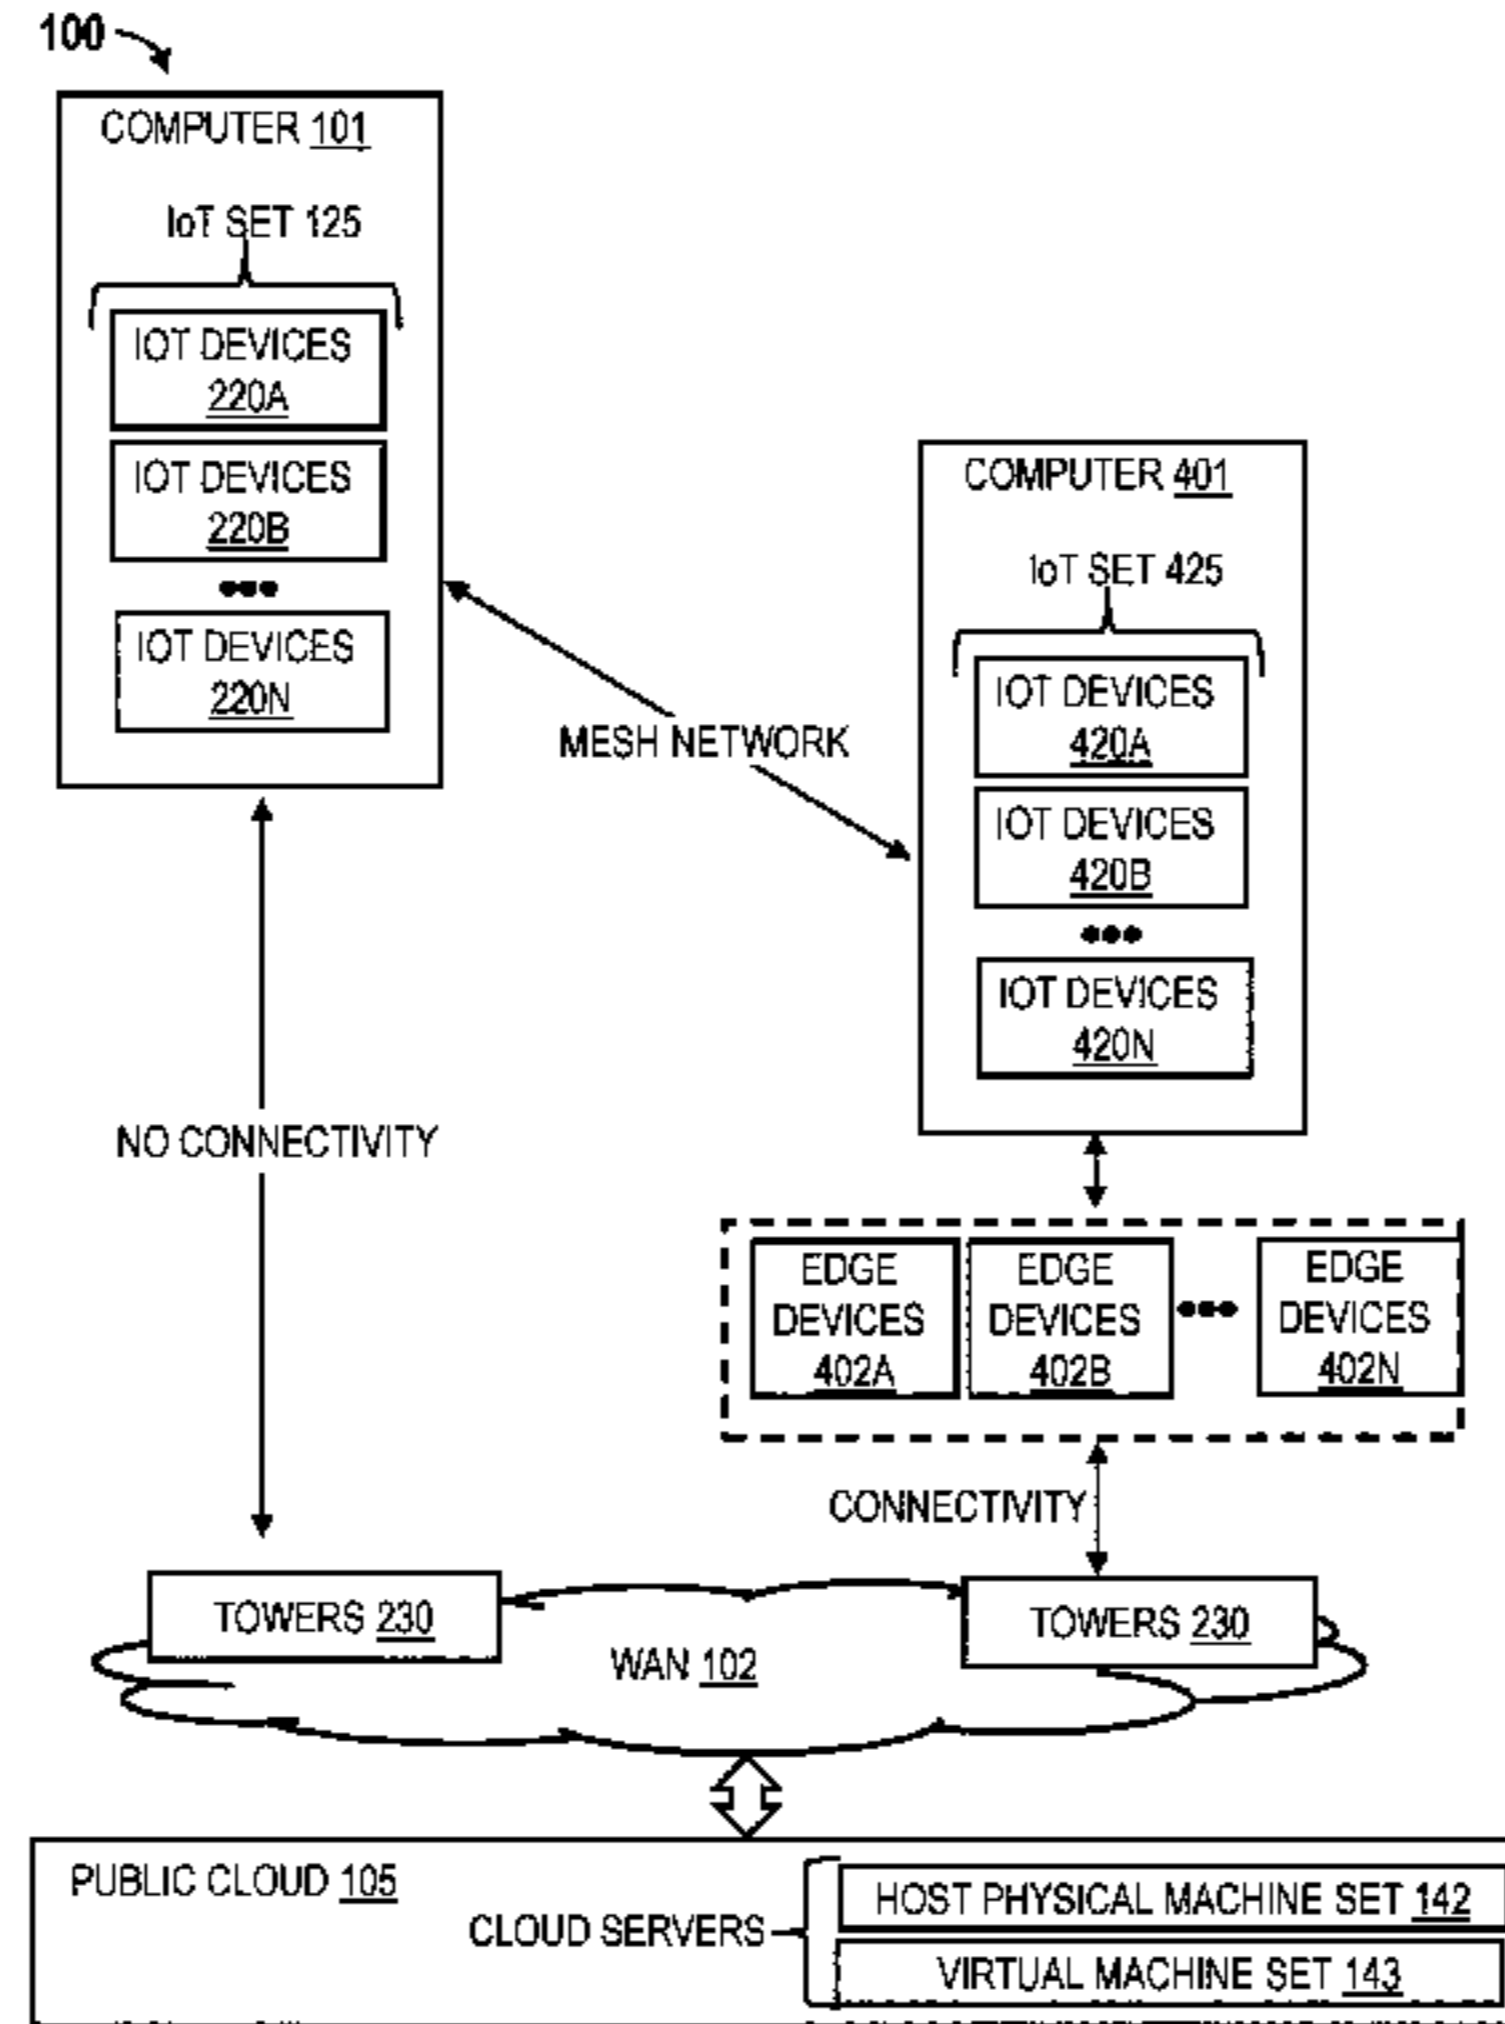 100
COMPUTER 101
IoT SET 125
IOT DEVICES
220A
IOT DEVICES
220B
IOT DEVICES
220N
COMPUTER 401
IoT SET 425
IOT DEVICES
420A
IOT DEVICES
420B
IOT DEVICES
420N
MESH NETWORK
NO CONNECTIVITY
EDGE
DEVICES
402A
EDGE
DEVICES
402B
EDGE
DEVICES
402N
CONNECTIVITY
TOWERS 230
WAN 102
TOWERS 230
PUBLIC CLOUD 105
CLOUD SERVERS
HOST PHYSICAL MACHINE SET 142
VIRTUAL MACHINE SET 143